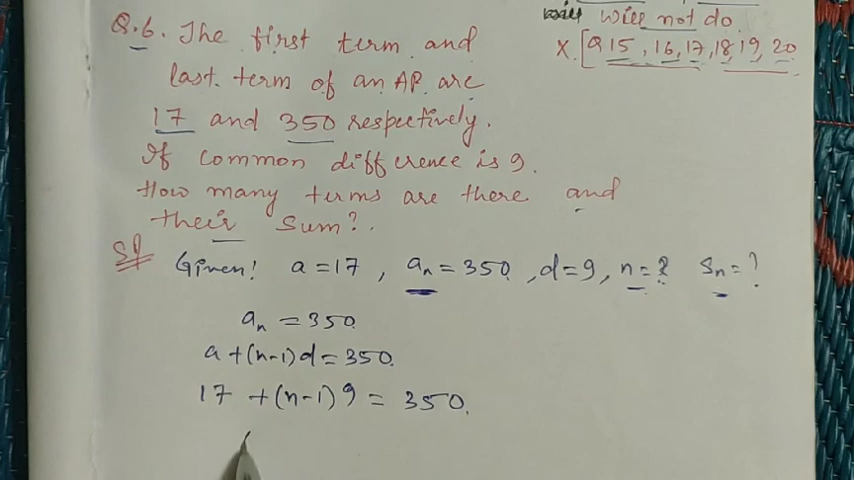 will will not do.
X. [Q 15, 16, 17, 18, 19, 20
Q.6. The first term and
last term of an AP are
17 and 350 respectively.
If common difference is 9.
How many terms are there and
their sum?
Sol Given! a = 17, an = 350, d = 9, n = ? Sn = ?
an = 350.
a + (n-1)d = 350.
17 + (n-1) 9 = 350.